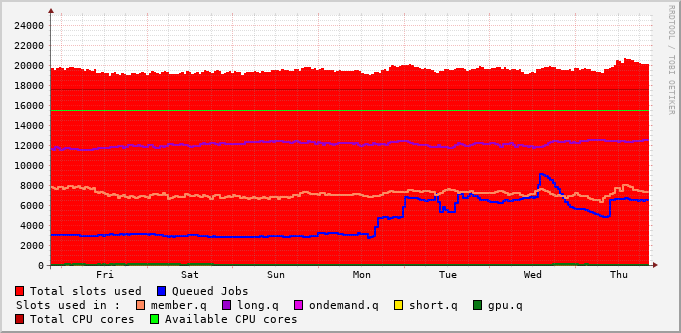 RRDTOOL / TOBI OETIKER
24000
22000
20000
18000
16000
14000
12000
10000
8000
6000
4000
2000
0
Fri Sat Sun Mon Tue Wed Thu
Total slots used Queued Jobs
Slots used in : member.q long.q ondemand.q short.q gpu.q
Total CPU cores Available CPU cores